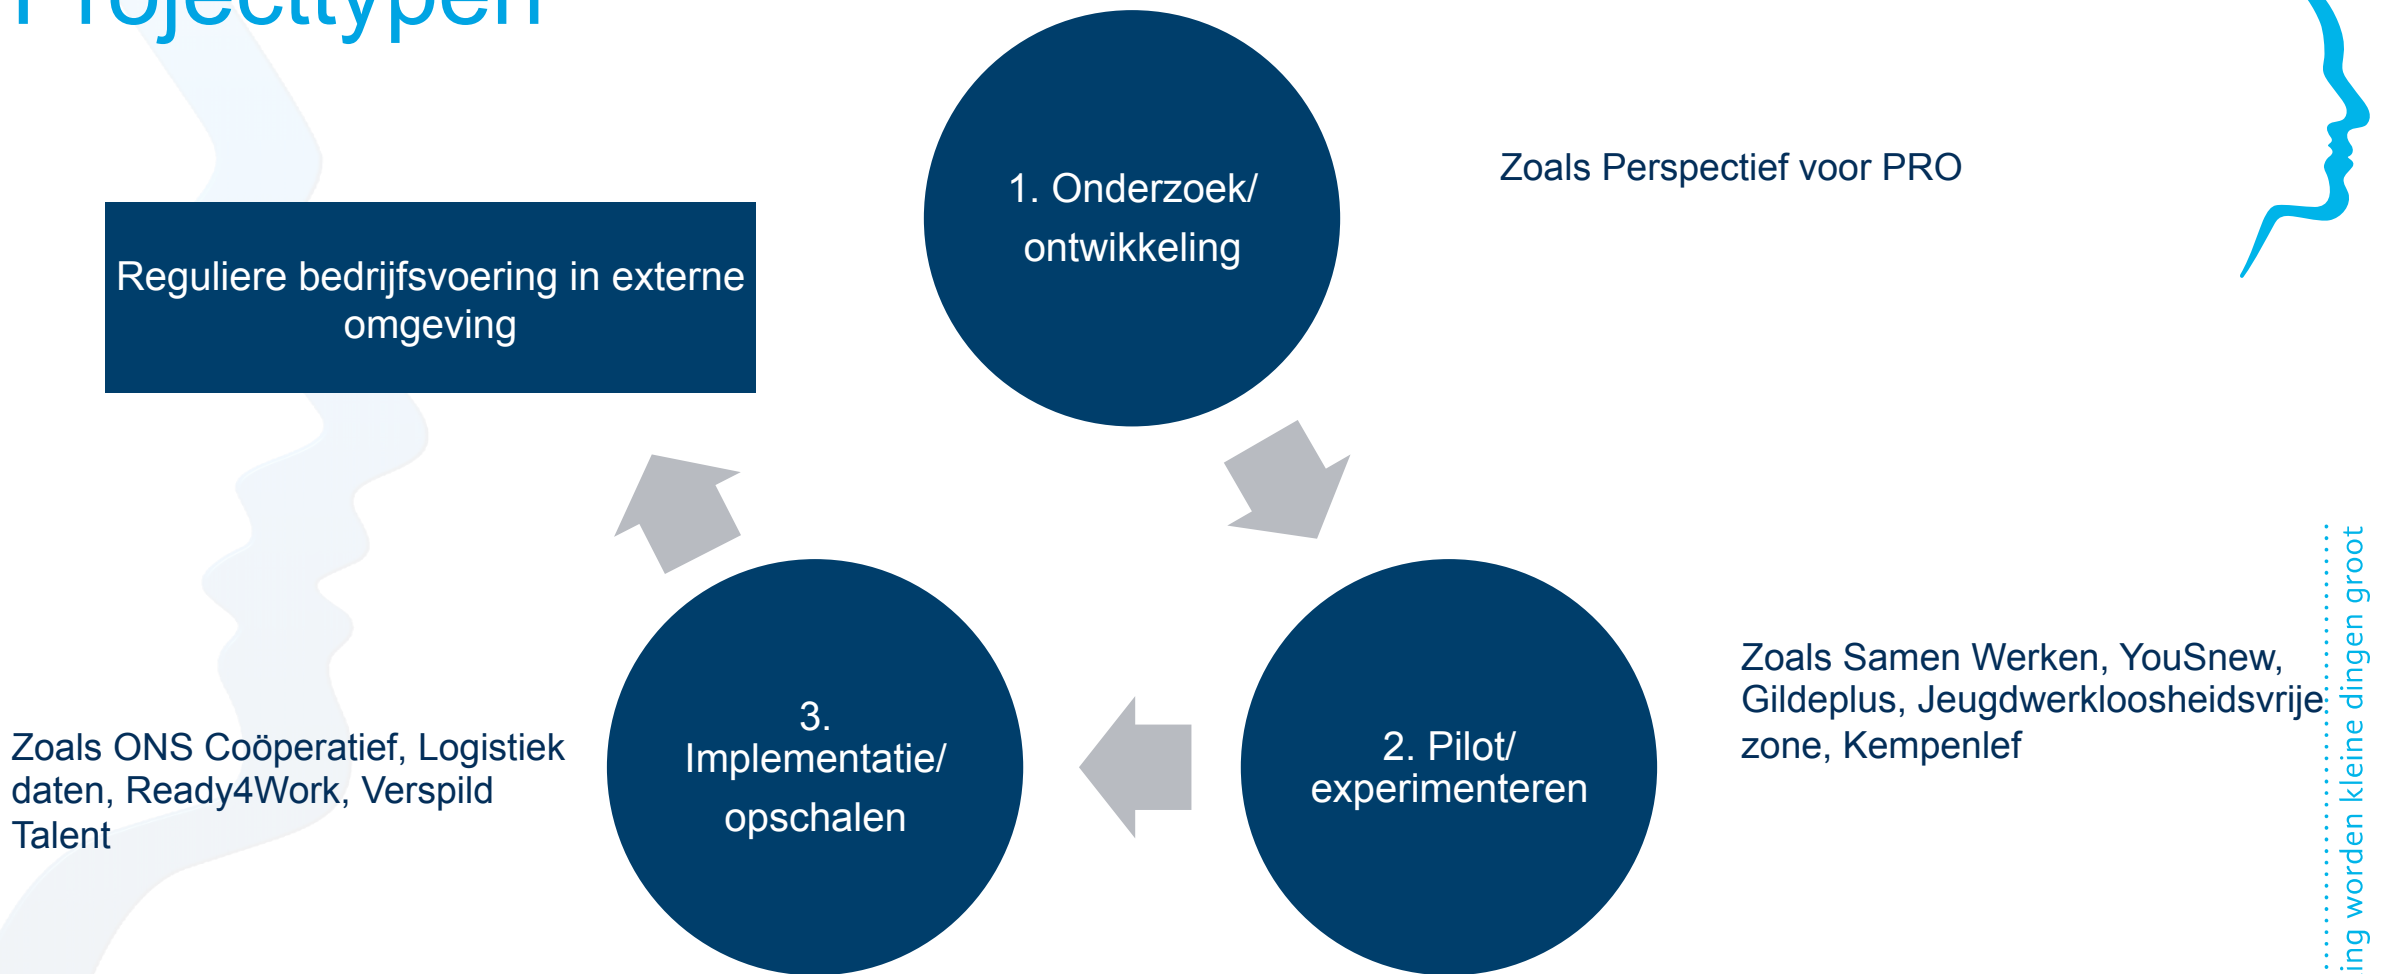 Projecttypen
1. Onderzoek/
ontwikkeling
Zoals Perspectief voor PRO
Reguliere bedrijfsvoering in externe
omgeving
2. Pilot/
experimenteren
Zoals Samen Werken, YouSnew,
Gildeplus, Jeugdwerkloosheidsvrije
zone, Kempenlef
3.
Implementatie/
opschalen
Zoals ONS Coöperatief, Logistiek
daten, Ready4Work, Verspild
Talent
ing worden kleine dingen groot